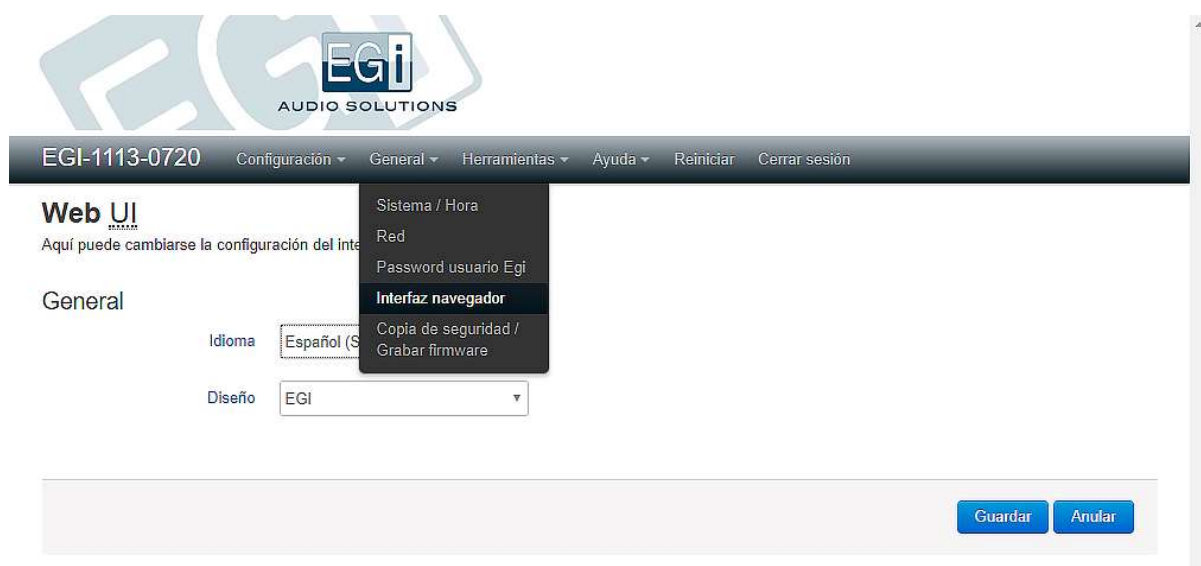 EGi
AUDIO SOLUTIONS
EGI-1113-0720 Configuración General Herramientas Ayuda Reiniciar Cerrar sesión
Web UI
Aquí puede cambiarse la configuración del
Sistema / Hora
Red
Password usuario Egi
Interfaz navegador
Copia de seguridad /
Grabar firmware
General
Idioma Español
Diseño EGI
Guardar Anular